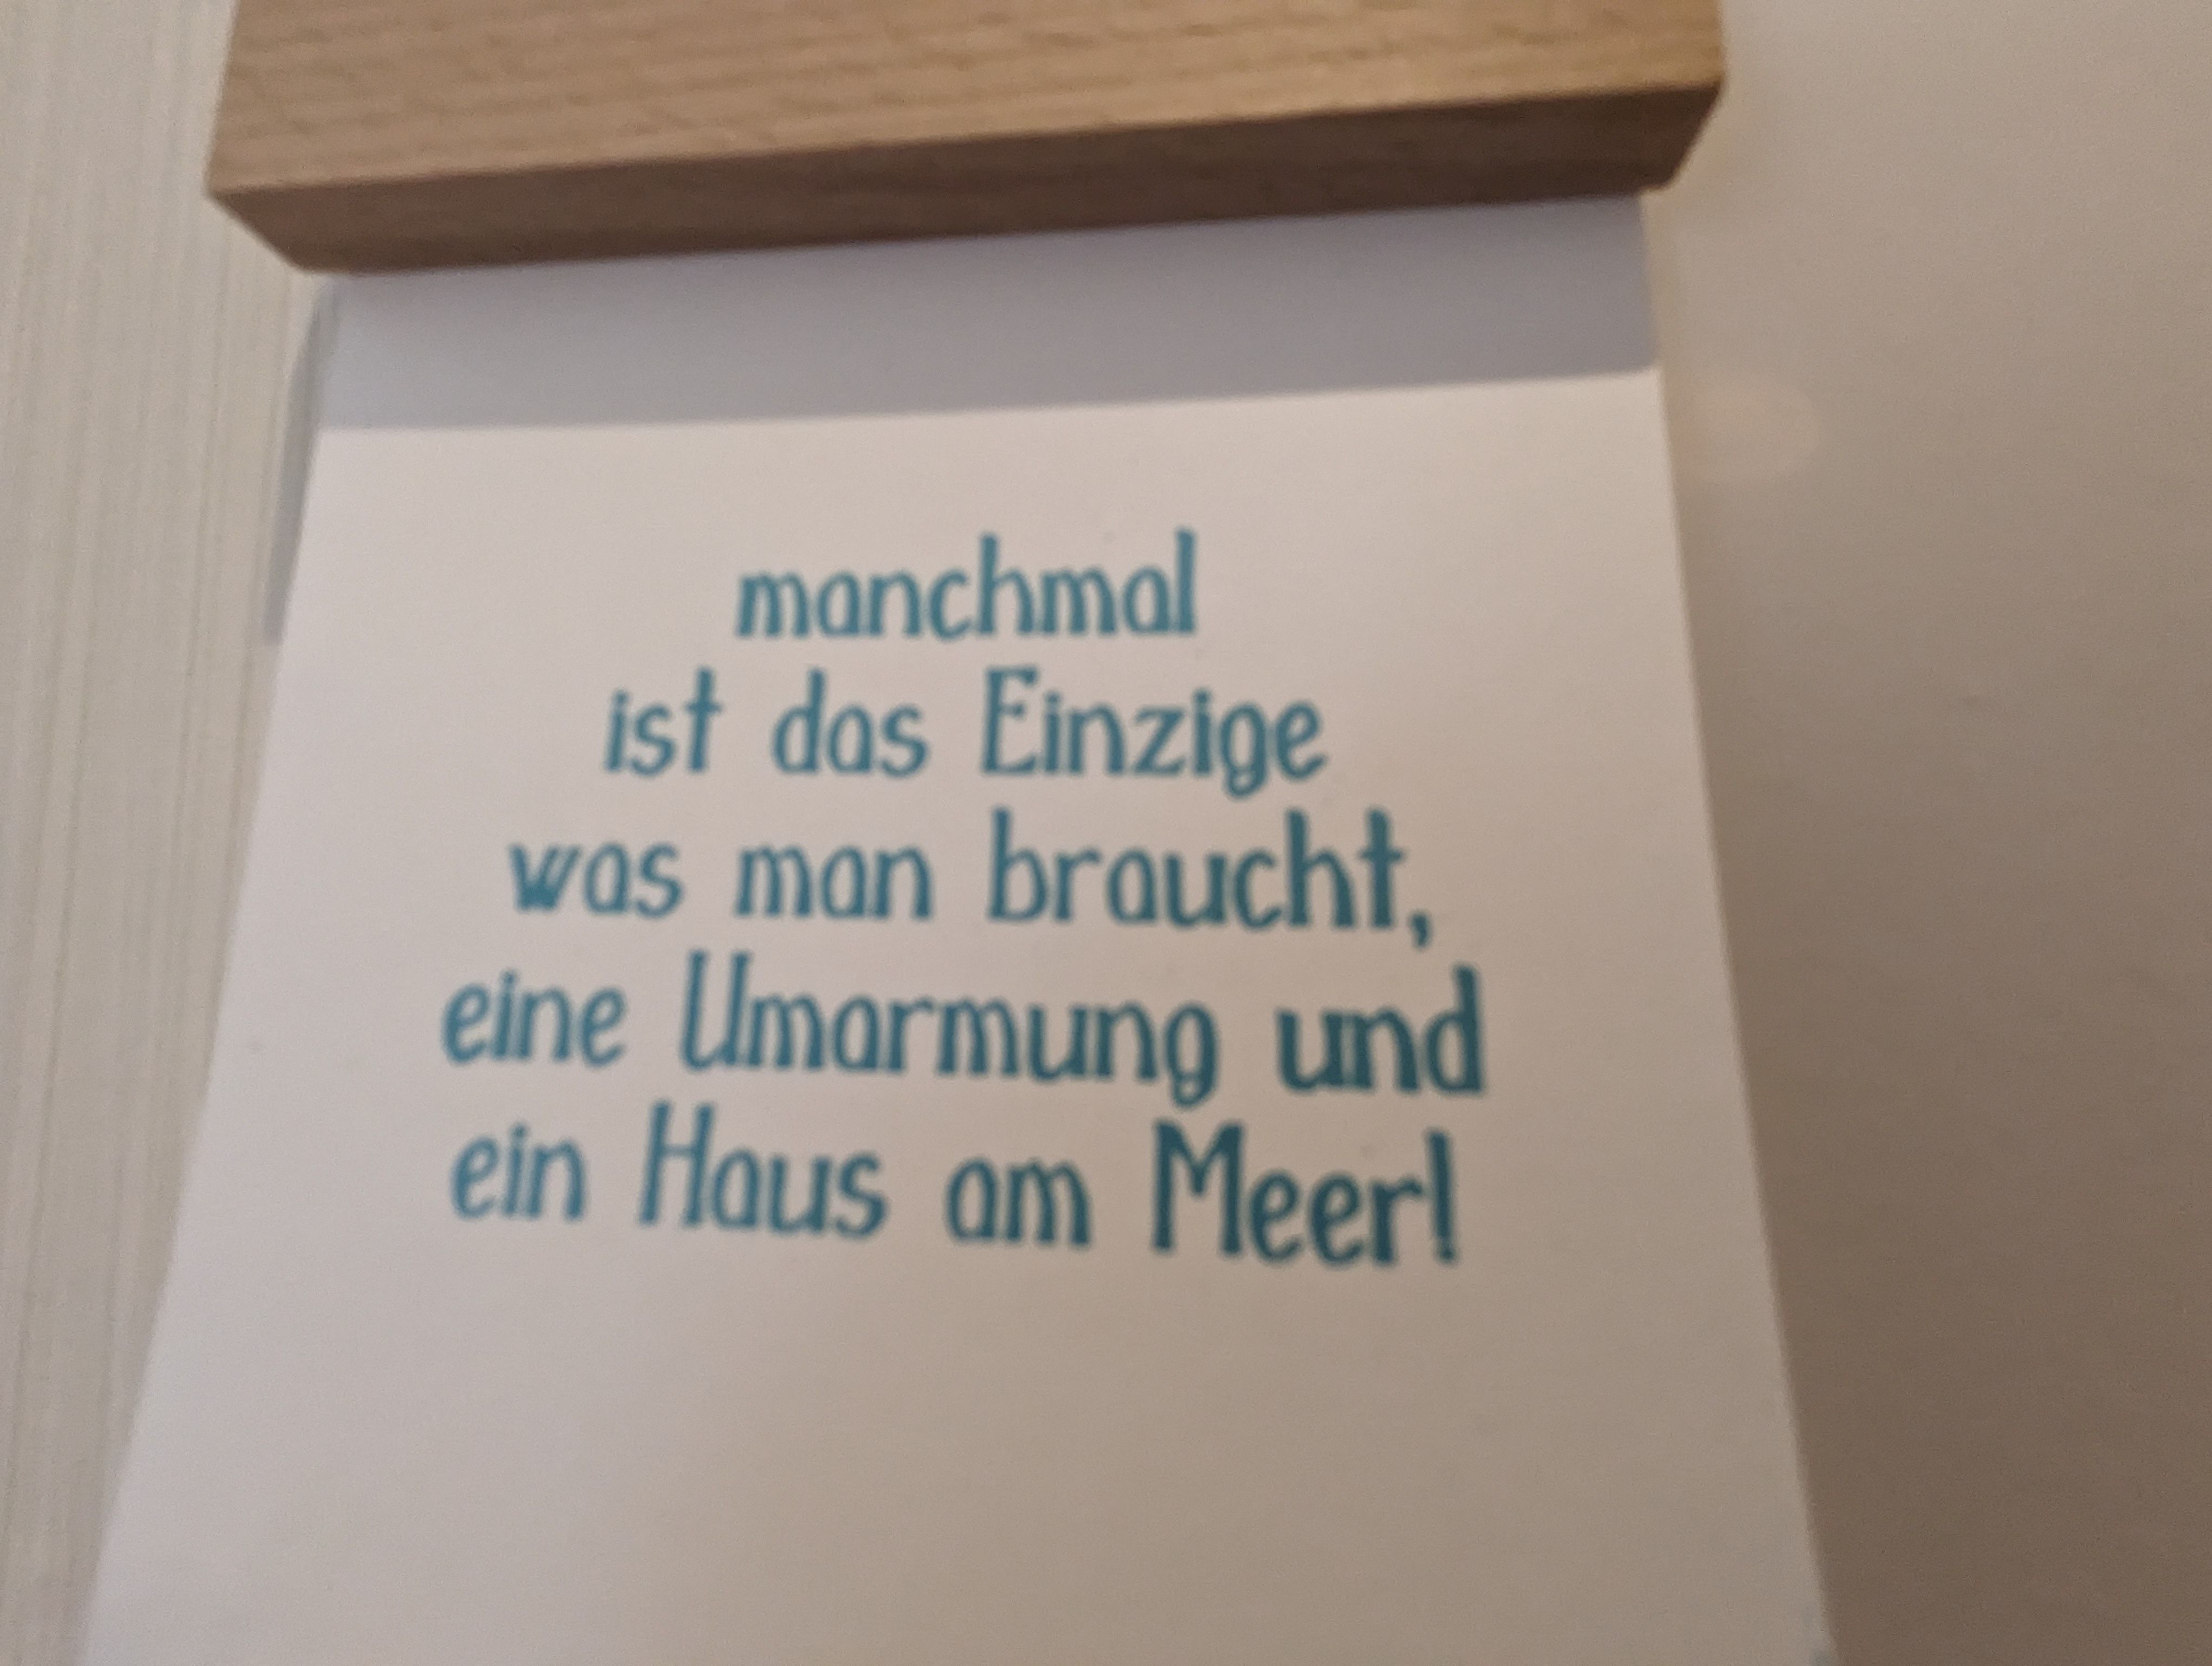 manchmal
ist das Einzige
was man braucht,
eine Umarmung und
ein Haus am Meer!